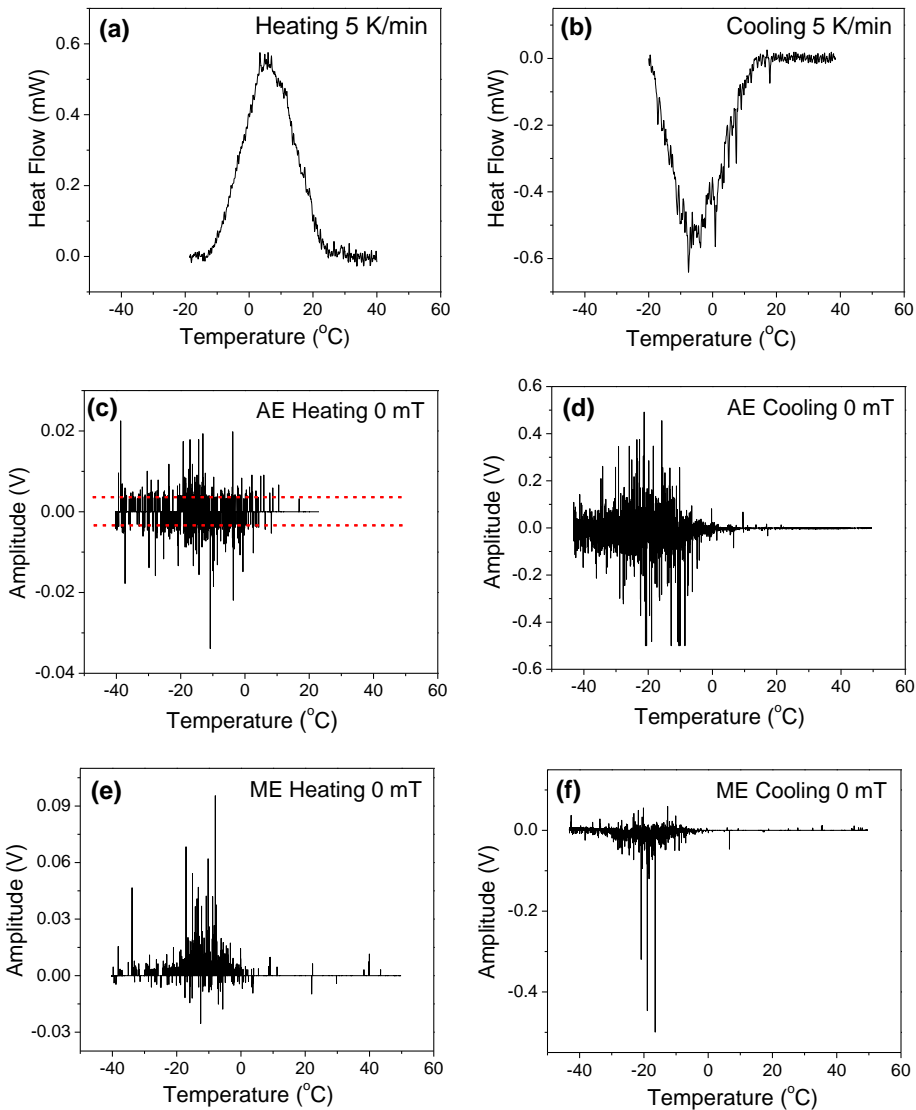 (a) Heating 5 K/min
Heat Flow (mW)
0.6
0.4
0.2
0.0
-40 -20 0 20 40 60
Temperature (°C)
(b) Cooling 5 K/min
Heat Flow (mW)
0.0
-0.2
-0.4
-0.6
-40 -20 0 20 40 60
Temperature (°C)
(c) AE Heating 0 mT
Amplitude (V)
0.02
0.00
-0.02
-0.04
-40 -20 0 20 40 60
Temperature (°C)
(d) AE Cooling 0 mT
Amplitude (V)
0.6
0.4
0.2
0.0
-0.2
-0.4
-0.6
-40 -20 0 20 40 60
Temperature (°C)
(e) ME Heating 0 mT
Amplitude (V)
0.09
0.06
0.03
0.00
-0.03
-40 -20 0 20 40 60
Temperature (°C)
(f) ME Cooling 0 mT
Amplitude (V)
0.0
-0.2
-0.4
-40 -20 0 20 40 60
Temperature (°C)